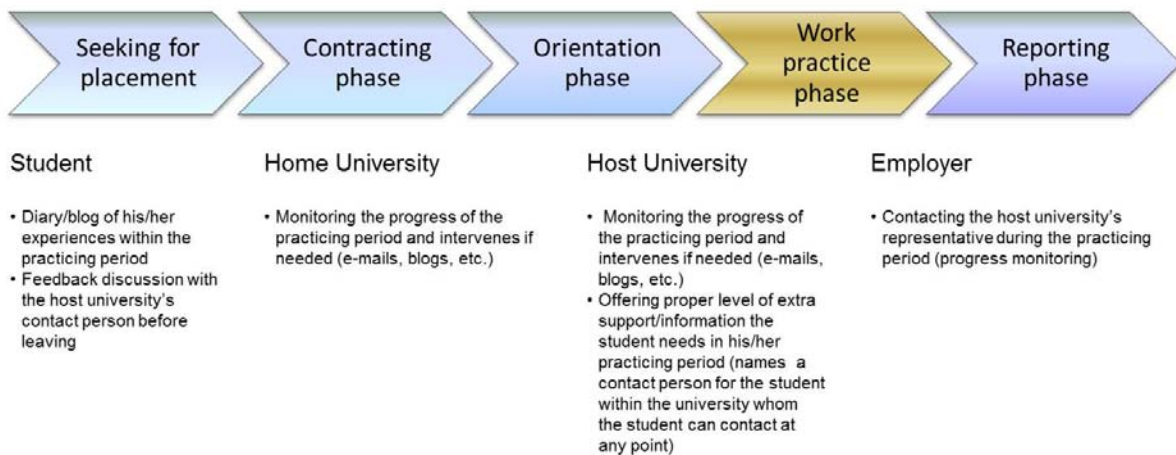 Seeking for
placement
Contracting
phase
Orientation
phase
Work
practice
phase
Reporting
phase
Student
• Diary/blog of his/her
experiences within the
practicing period
• Feedback discussion with
the host university's
contact person before
leaving
Home University
• Monitoring the progress of the
practicing period and intervenes if
needed (e-mails, blogs, etc.)
Host University
• Monitoring the progress of
the practicing period and
intervenes if needed (e-mails,
blogs, etc.)
• Offering proper level of extra
support/information the
student needs in his/her
practicing period (names a
contact person for the student
within the university whom
the student can contact at
any point)
Employer
• Contacting the host university's
representative during the practicing
period (progress monitoring)